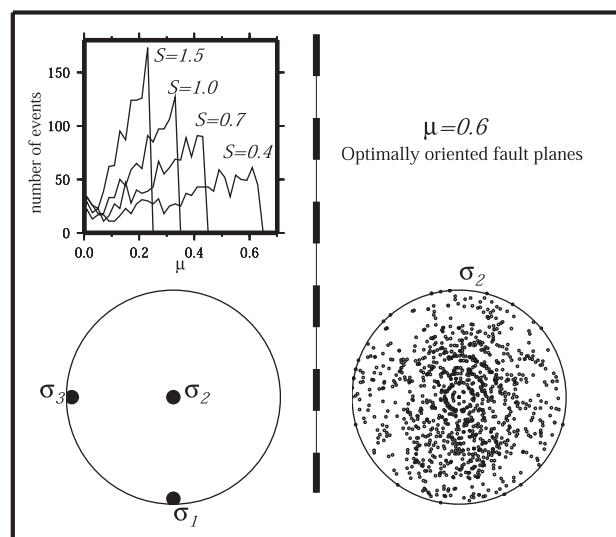 150
100
50
0
number of events
S=1.5
S=1.0
S=0.7
S=0.4
0.0 0.2 0.4 0.6
μ
μ=0.6
Optimally oriented fault planes
σ3
σ2
σ1
σ2